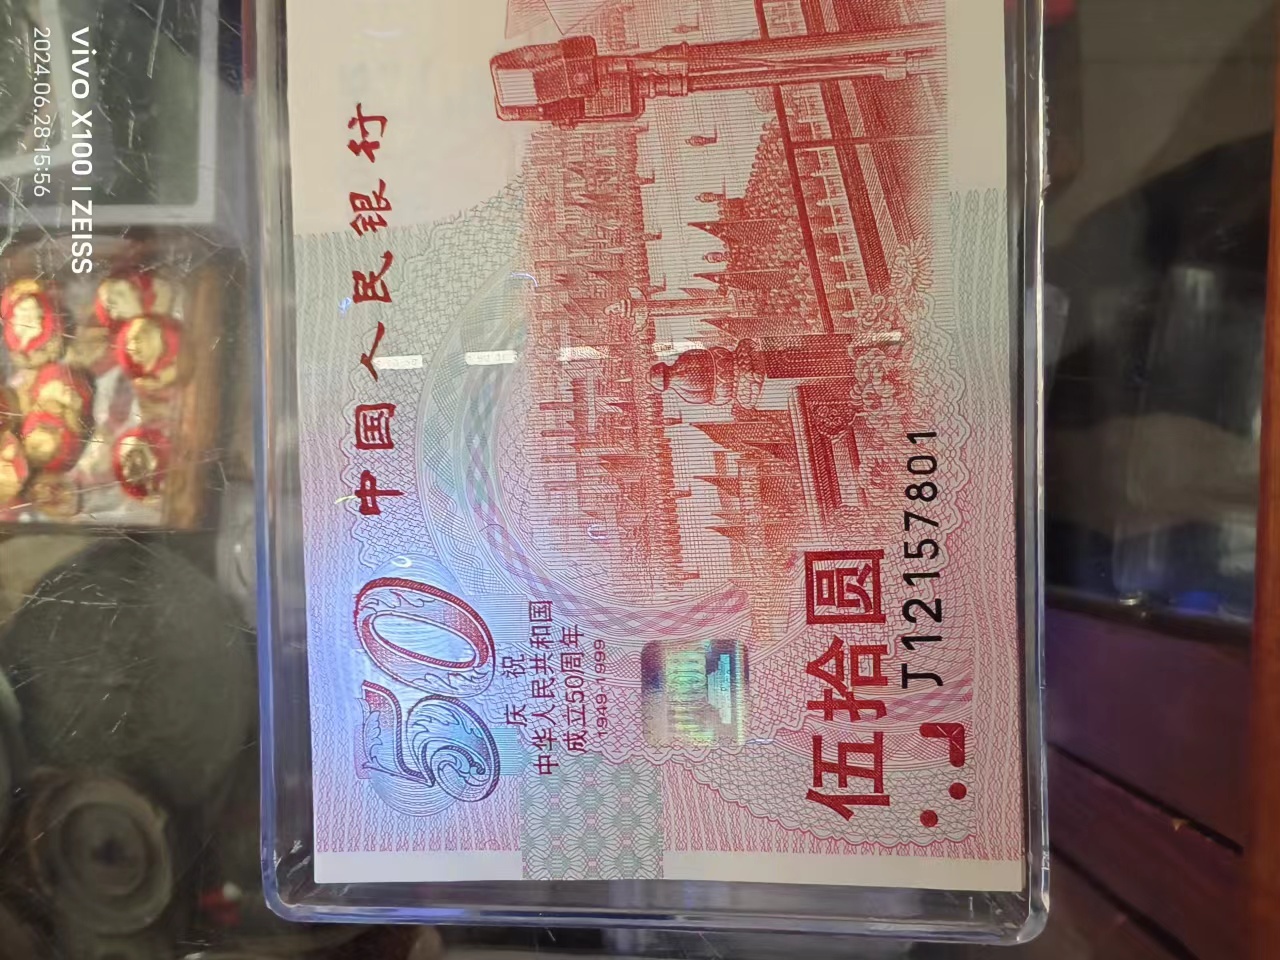 中国人民银行
50
庆祝
中华人民共和国
成立50周年
1949-1999
伍拾圆
J12157801
vivo X100 | ZEISS
2024.06.28 15:56